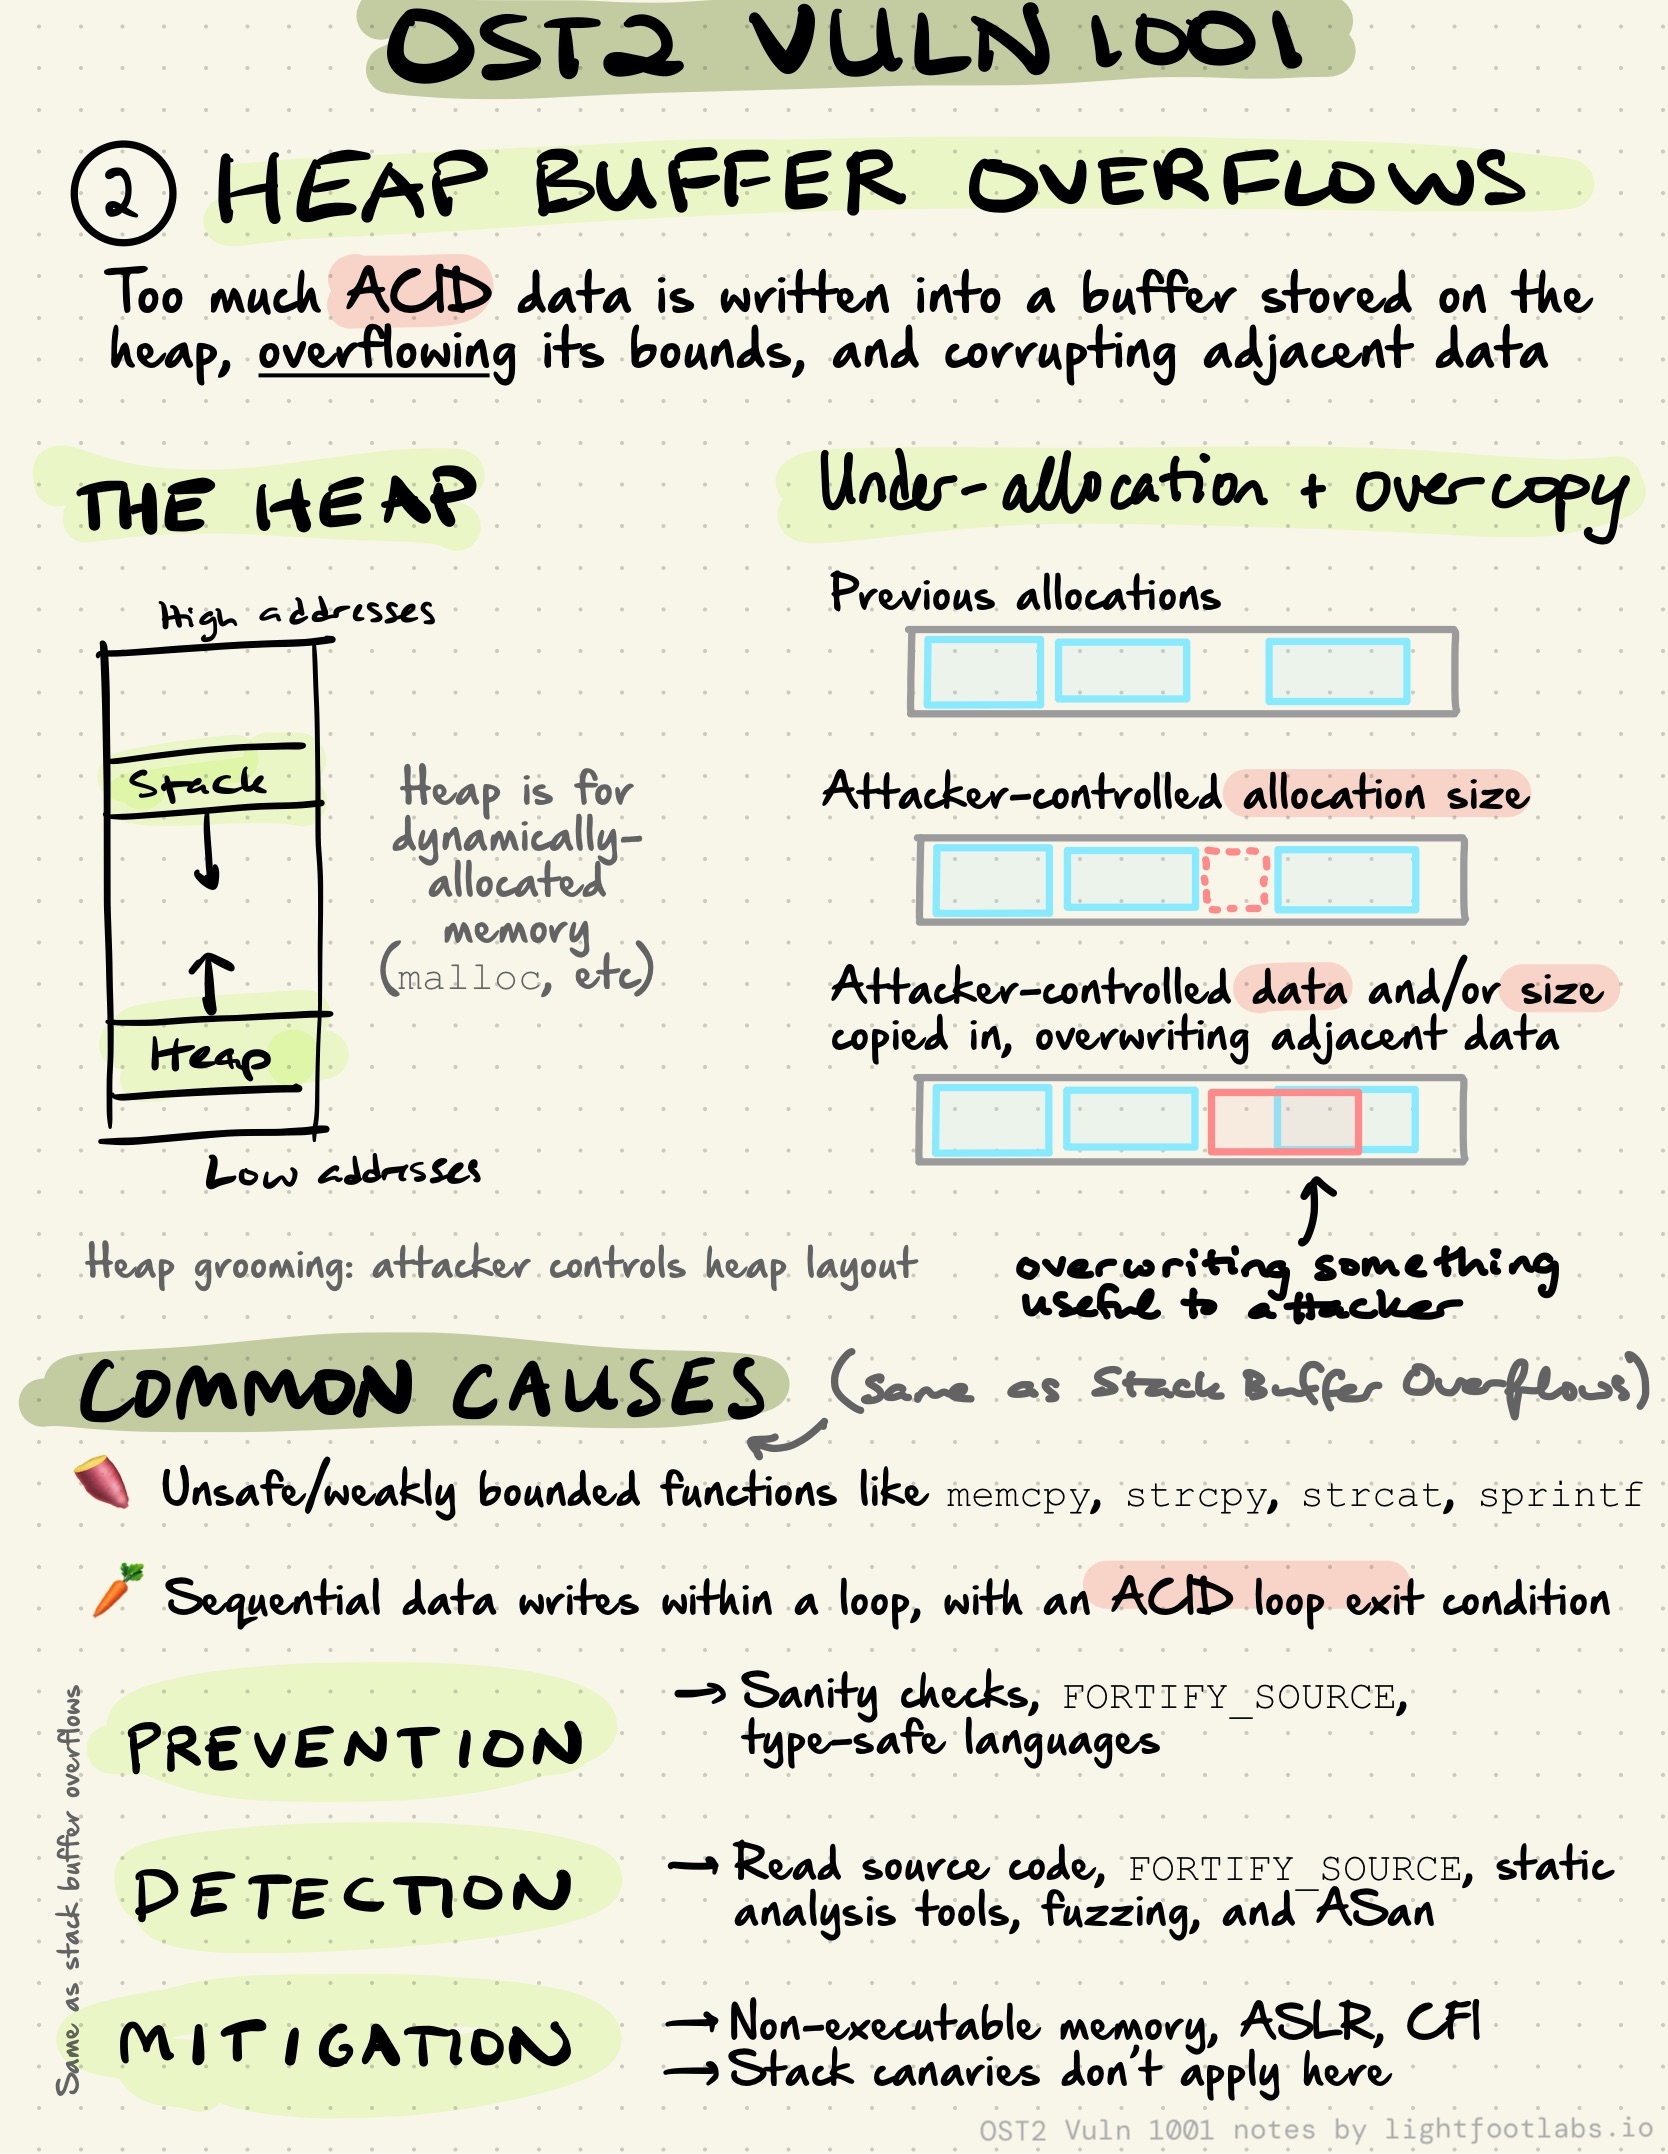 OST2 VULN 1001
2 HEAP BUFFER OVERFLOWS
Too much ACID data is written into a buffer stored on the
heap, overflowing its bounds, and corrupting adjacent data
THE HEAP
High addresses
Stack
Heap
Low addresses
Heap is for
dynamically-
allocated
memory
(malloc, etc)
Heap grooming: attacker controls heap layout
Under-allocation + overcopy
Previous allocations
Attacker-controlled allocation size
Attacker-controlled data and/or size
copied in, overwriting adjacent data
overwriting something
useful to attacker
COMMON CAUSES (same as Stack Buffer Overflows)
Unsafe/weakly bounded functions like memcpy, strcpy, strcat, sprintf
Sequential data writes within a loop, with an ACID loop exit condition
Same as stack buffer overflows
PREVENTION
→ Sanity checks, FORTIFY_SOURCE,
type-safe languages
DETECTION
→ Read source code, FORTIFY_SOURCE, static
analysis tools, fuzzing, and ASan
MITIGATION
→ Non-executable memory, ASLR, CFI
→ Stack canaries don't apply here
OST2 Vuln 1001 notes by lightfootlabs.io